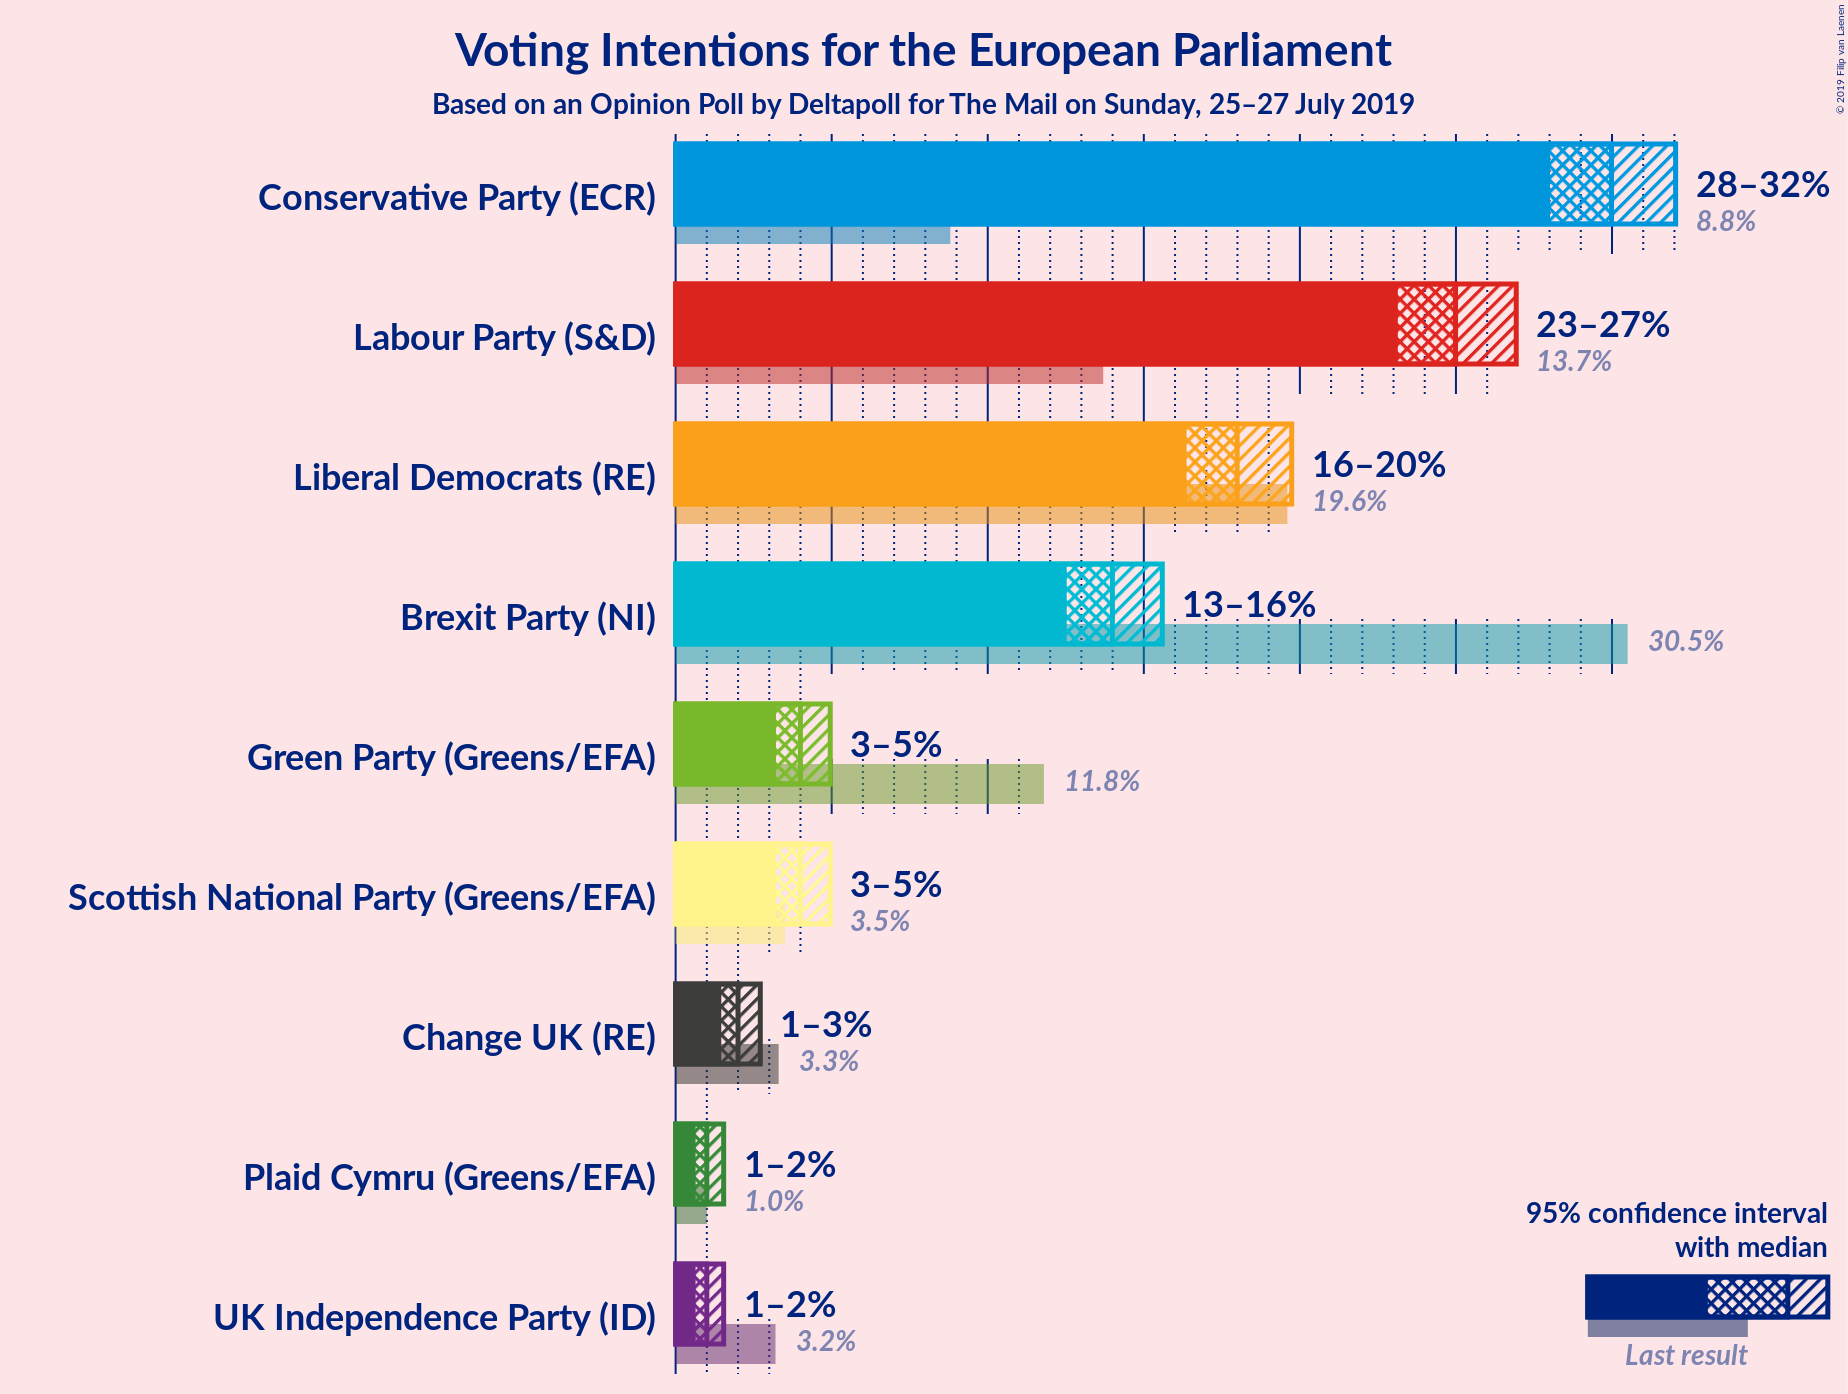 Voting Intentions for the European Parliament
Based on an Opinion Poll by Deltapoll for The Mail on Sunday, 25–27 July 2019
© 2019 Filip van Laenen
Conservative Party (ECR)
28–32%
8.8%
Labour Party (S&D)
23–27%
13.7%
Liberal Democrats (RE)
16–20%
19.6%
Brexit Party (NI)
13–16%
30.5%
Green Party (Greens/EFA)
3–5%
11.8%
Scottish National Party (Greens/EFA)
3–5%
3.5%
Change UK (RE)
1–3%
3.3%
Plaid Cymru (Greens/EFA)
1–2%
1.0%
UK Independence Party (ID)
1–2%
3.2%
95% confidence interval
with median
Last result